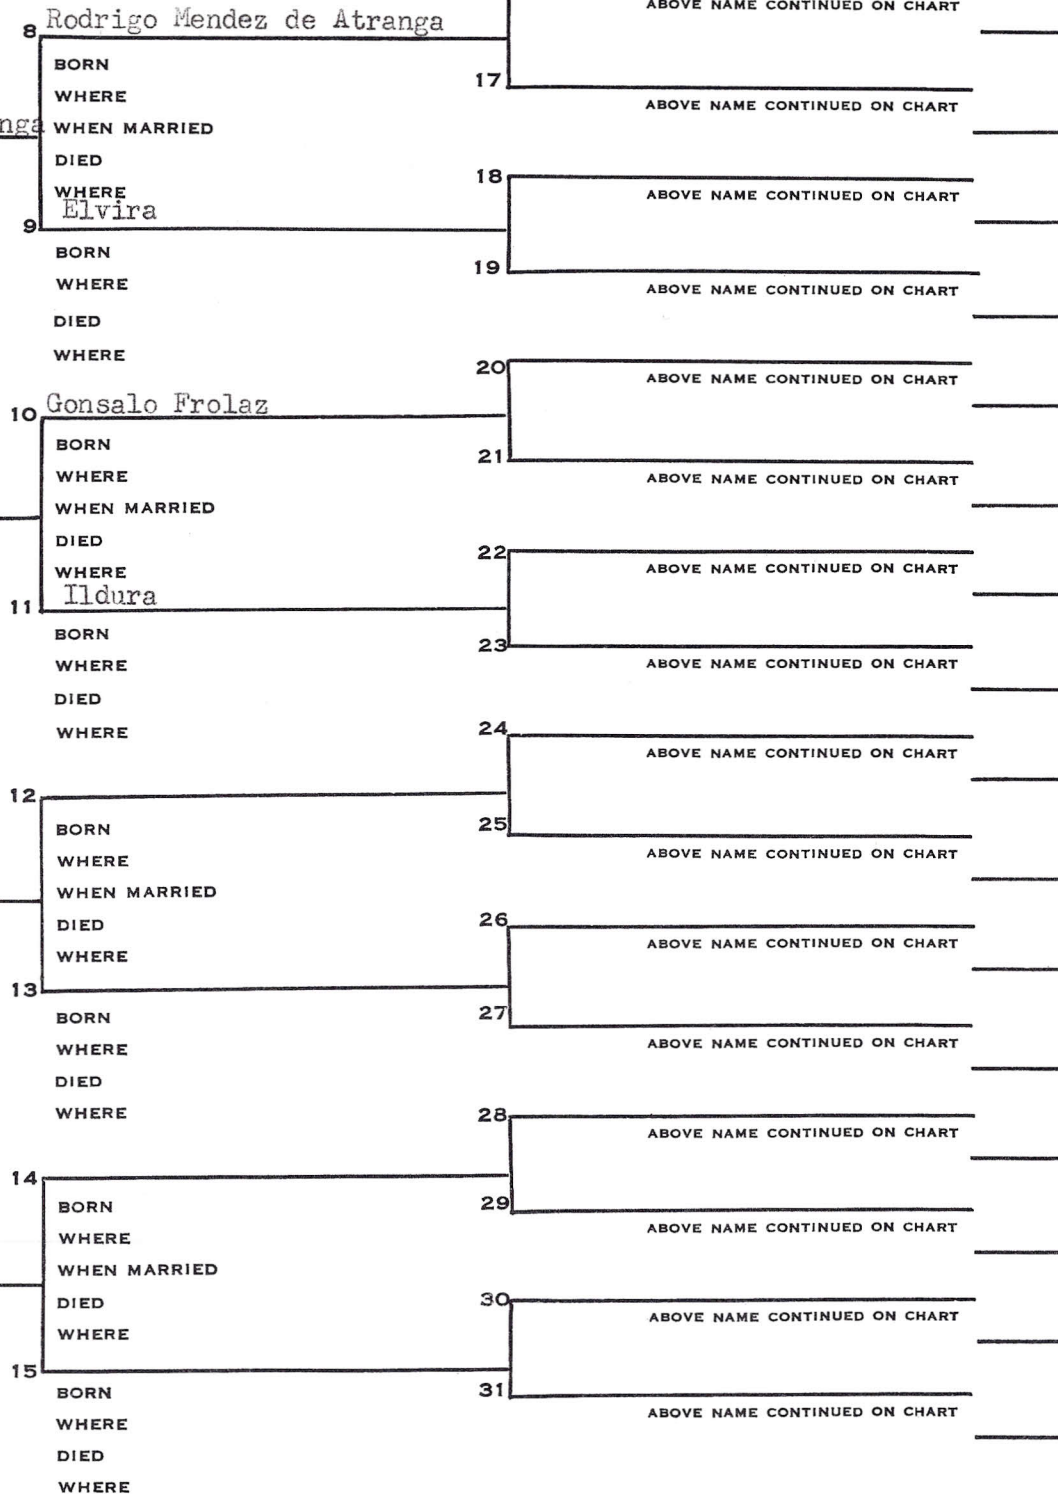 ABOVE NAME CONTINUED ON CHART
8 Rodrigo Mendez de Atranga
BORN
WHERE
WHEN MARRIED
DIED
WHERE
17
ABOVE NAME CONTINUED ON CHART
18
ABOVE NAME CONTINUED ON CHART
9 Elvira
BORN
WHERE
DIED
WHERE
19
ABOVE NAME CONTINUED ON CHART
20
ABOVE NAME CONTINUED ON CHART
10 Gonsalo Frolaz
BORN
WHERE
WHEN MARRIED
DIED
WHERE
21
ABOVE NAME CONTINUED ON CHART
22
ABOVE NAME CONTINUED ON CHART
11 Ildura
BORN
WHERE
DIED
WHERE
23
ABOVE NAME CONTINUED ON CHART
24
ABOVE NAME CONTINUED ON CHART
12
BORN
WHERE
WHEN MARRIED
DIED
WHERE
25
ABOVE NAME CONTINUED ON CHART
26
ABOVE NAME CONTINUED ON CHART
13
BORN
WHERE
DIED
WHERE
27
ABOVE NAME CONTINUED ON CHART
28
ABOVE NAME CONTINUED ON CHART
14
BORN
WHERE
WHEN MARRIED
DIED
WHERE
29
ABOVE NAME CONTINUED ON CHART
30
ABOVE NAME CONTINUED ON CHART
15
BORN
WHERE
DIED
WHERE
31
ABOVE NAME CONTINUED ON CHART